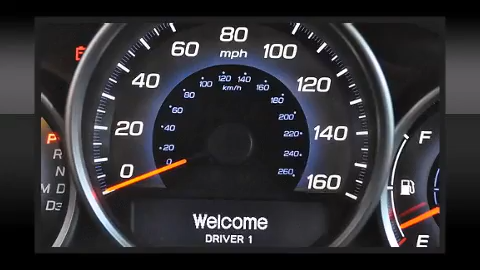 80
60 mph 100
40 120
20 140
0 160
120
100 140
80 km/h 160
60 180
40 200
220
20 240
0 260
P
R
N
M D
D3
F
E
Welcome
DRIVER 1